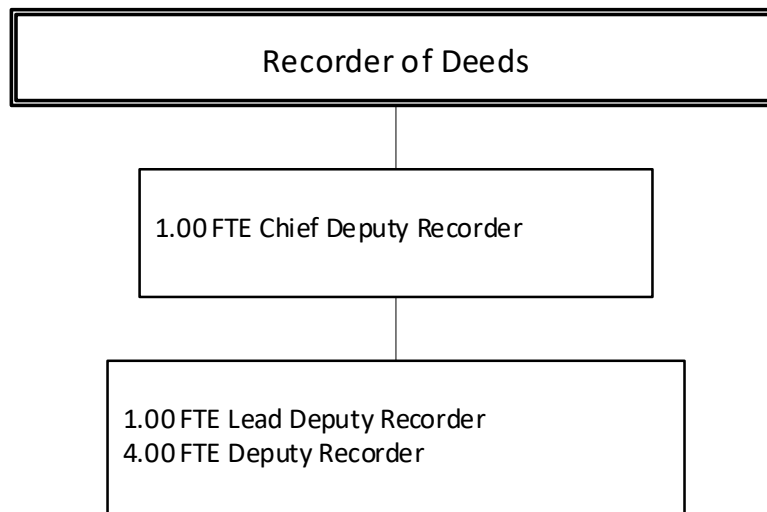 Recorder of Deeds
1.00 FTE Chief Deputy Recorder
1.00 FTE Lead Deputy Recorder
4.00 FTE Deputy Recorder